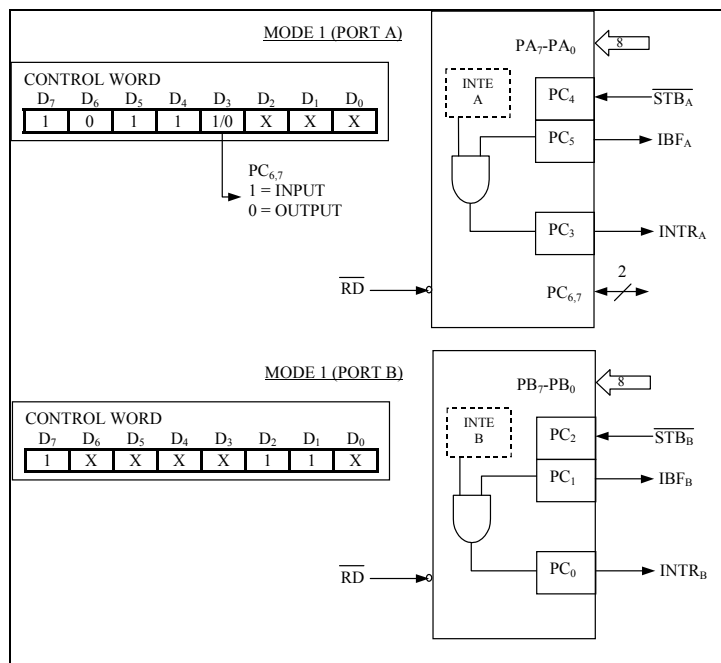 MODE 1 (PORT A)
CONTROL WORD
D7 D6 D5 D4 D3 D2 D1 D0
1 0 1 1 1/0 X X X
PC6,7
1 = INPUT
0 = OUTPUT
PA7-PA0
8
INTE
A
PC4
STBA
PC5
IBFA
PC3
INTRA
RD
PC6,7
2
MODE 1 (PORT B)
CONTROL WORD
D7 D6 D5 D4 D3 D2 D1 D0
1 X X X X 1 1 X
PB7-PB0
8
INTE
B
PC2
STBB
PC1
IBFB
PC0
INTRB
RD